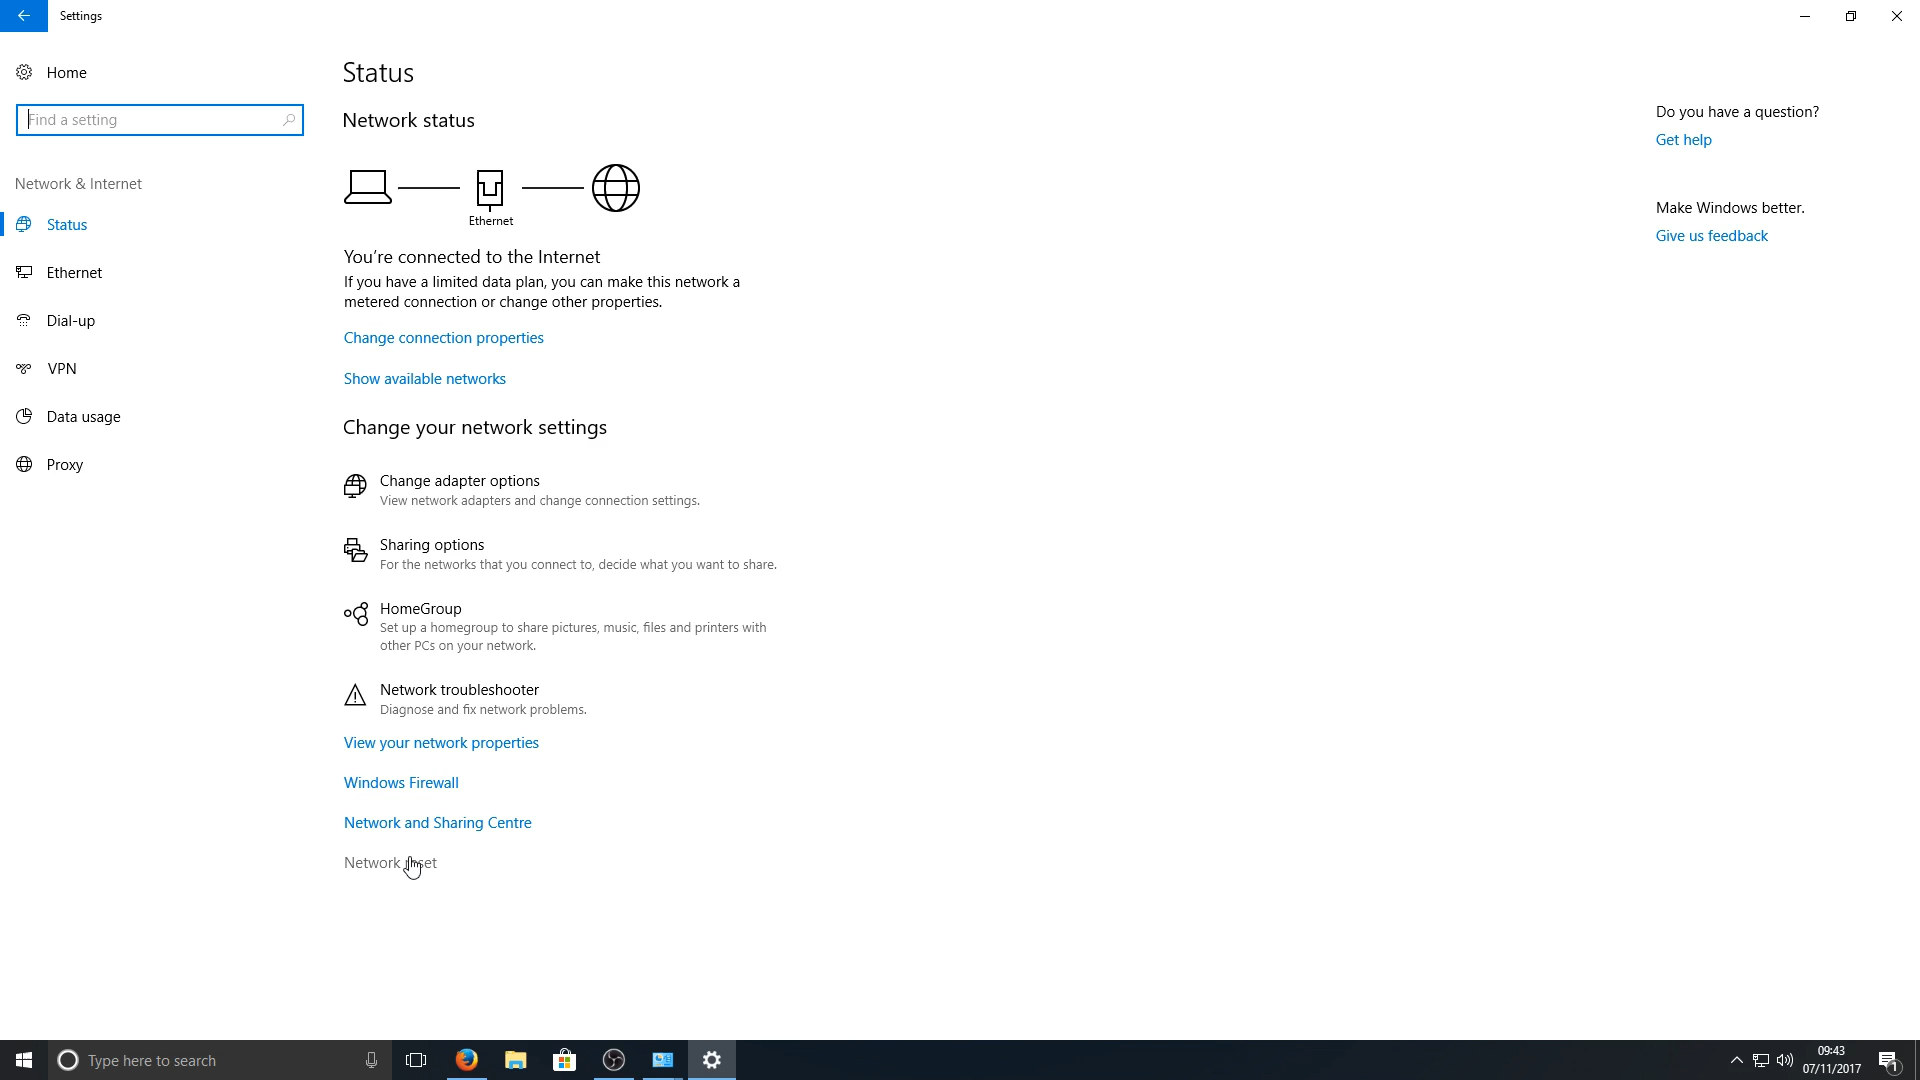 Settings
Home
Find a setting
Network & Internet
Status
Ethernet
Dial-up
VPN
Data usage
Proxy
Status
Network status
Ethernet
You're connected to the Internet
If you have a limited data plan, you can make this network a
metered connection or change other properties.
Change connection properties
Show available networks
Change your network settings
Change adapter options
View network adapters and change connection settings.
Sharing options
For the networks that you connect to, decide what you want to share.
HomeGroup
Set up a homegroup to share pictures, music, files and printers with
other PCs on your network.
Network troubleshooter
Diagnose and fix network problems.
View your network properties
Windows Firewall
Network and Sharing Centre
Network reset
Do you have a question?
Get help
Make Windows better.
Give us feedback
Type here to search
09:43
07/11/2017
1